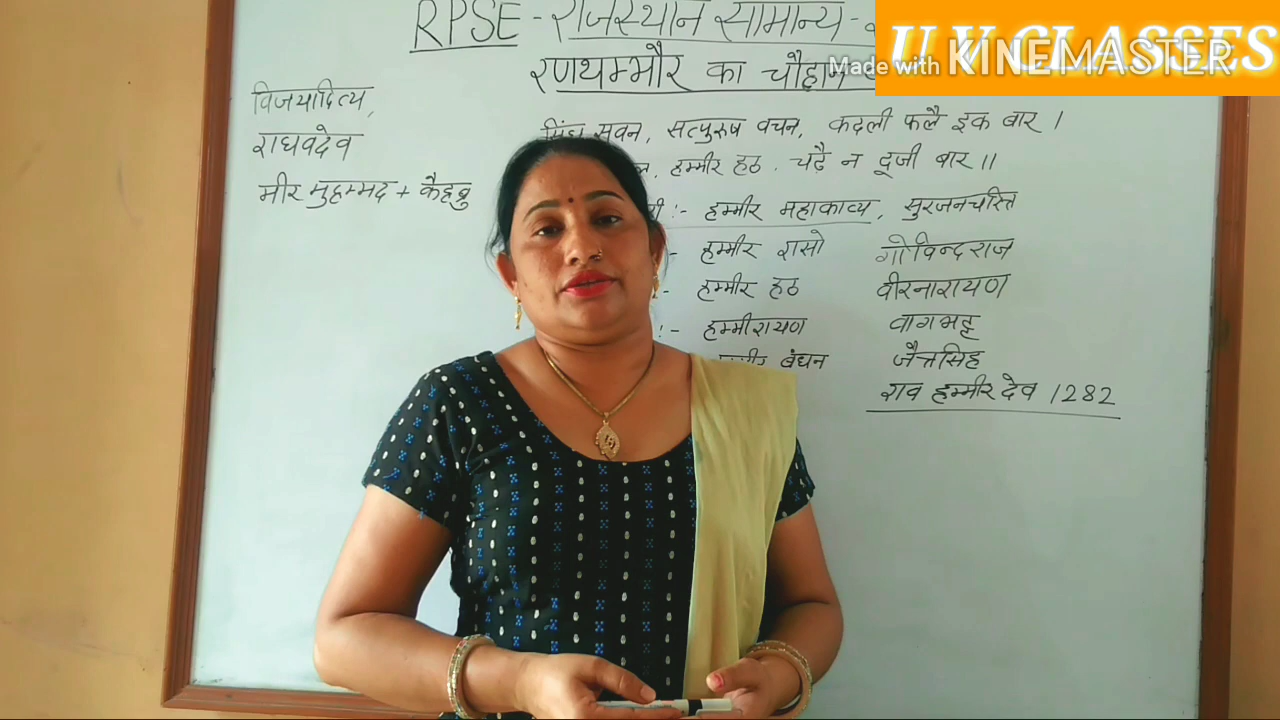 RPSE - राजस्थान सामान्य -
U V CLASSES
Made with KINEMASTER
रणथम्भौर का चौहान
विजयादित्य,
राघवदेव
मीर मुहम्मद + कैहब्रु
सिंघ सवन, सत्पुरुष वचन, कदली फलै इक बार ।
हम्मीर हठ, चढ़ै न दूजी बार ॥
:- हम्मीर महाकाव्य, सुरजनचरित
- हम्मीर रासो
गोविन्दराज
- हम्मीर हठ
वीरनारायण
:- हम्मीरायण
वागभट्ट
बंधन
जैत्रसिंह
राव हम्मीर देव 1282